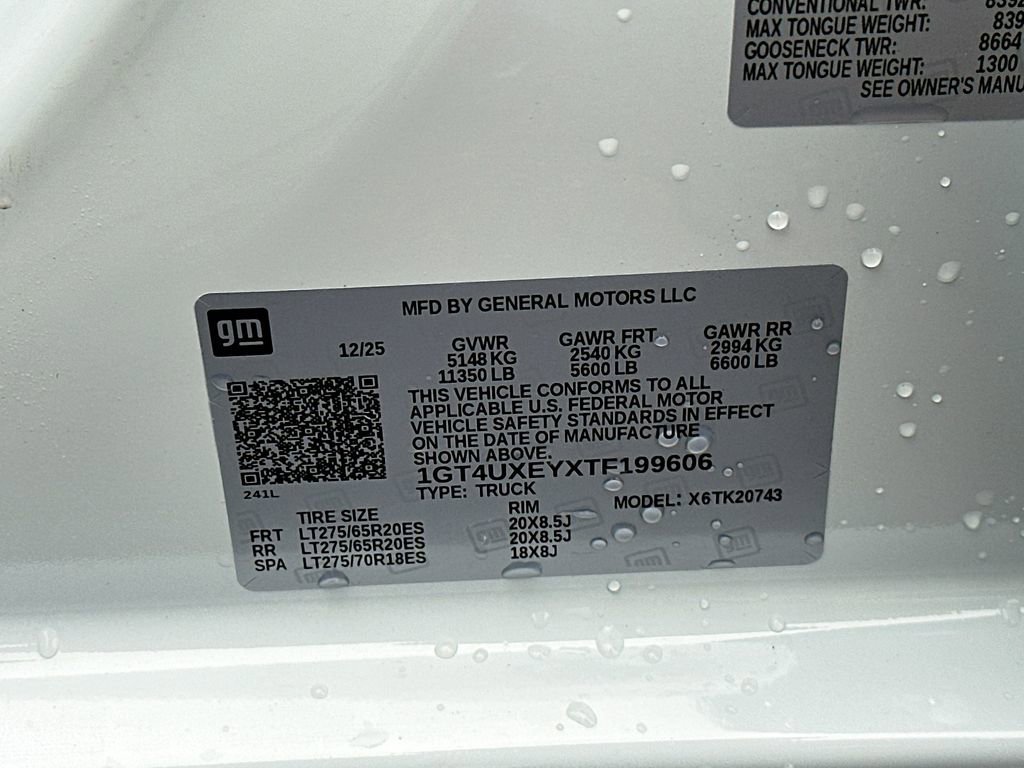 CONVENTIONAL TWR: 8392
MAX TONGUE WEIGHT: 839
GOOSENECK TWR: 8664
MAX TONGUE WEIGHT: 1300
SEE OWNER'S MANU
gm
MFD BY GENERAL MOTORS LLC
12/25 GVWR GAWR FRT GAWR RR
5148 KG 2540 KG 2994 KG
11350 LB 5600 LB 6600 LB
THIS VEHICLE CONFORMS TO ALL
APPLICABLE U.S. FEDERAL MOTOR
VEHICLE SAFETY STANDARDS IN EFFECT
ON THE DATE OF MANUFACTURE
SHOWN ABOVE.
1GT4UXEYXTF199606
241L
TYPE: TRUCK MODEL: X6TK20743
TIRE SIZE RIM
FRT LT275/65R20ES 20X8.5J
RR LT275/65R20ES 20X8.5J
SPA LT275/70R18ES 18X8J